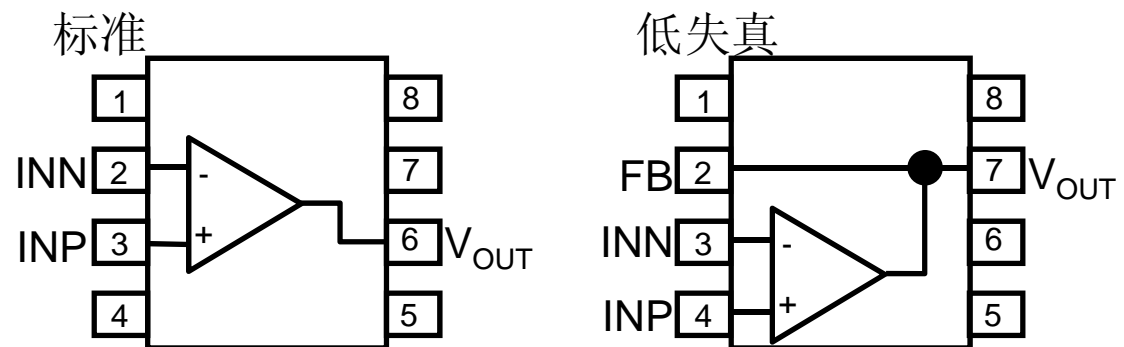 标准
1 8
INN 2 - 7
INP 3 + 6 VOUT
4 5
低失真
1 8
FB 2 7 VOUT
INN 3 - 6
INP 4 + 5